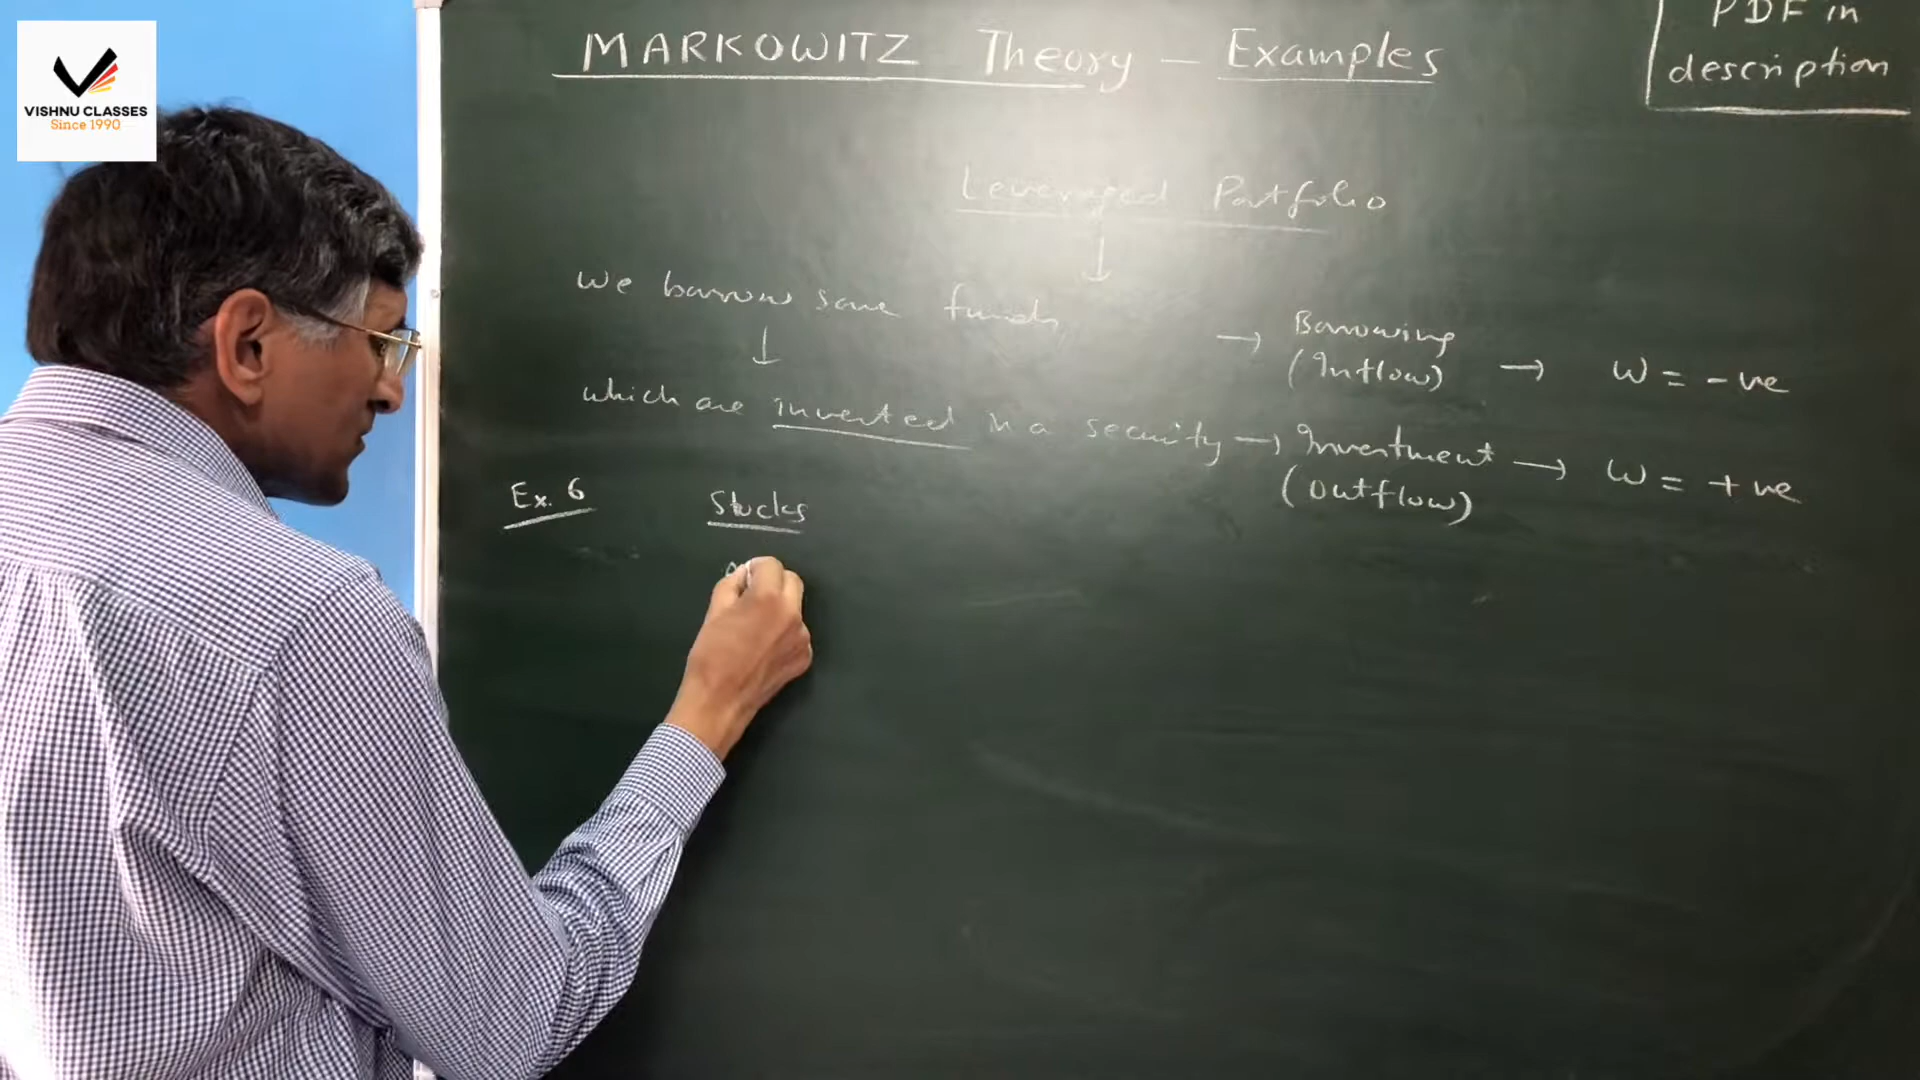 VISHNU CLASSES
Since 1990
MARKOWITZ Theory - Examples
PDF in
description
Leveraged Portfolio
we borrow some funds
→ Borrowing
(Inflow) → W = -ve
which are invested in a security → Investment
(outflow) → W = +ve
Ex. 6
Stocks